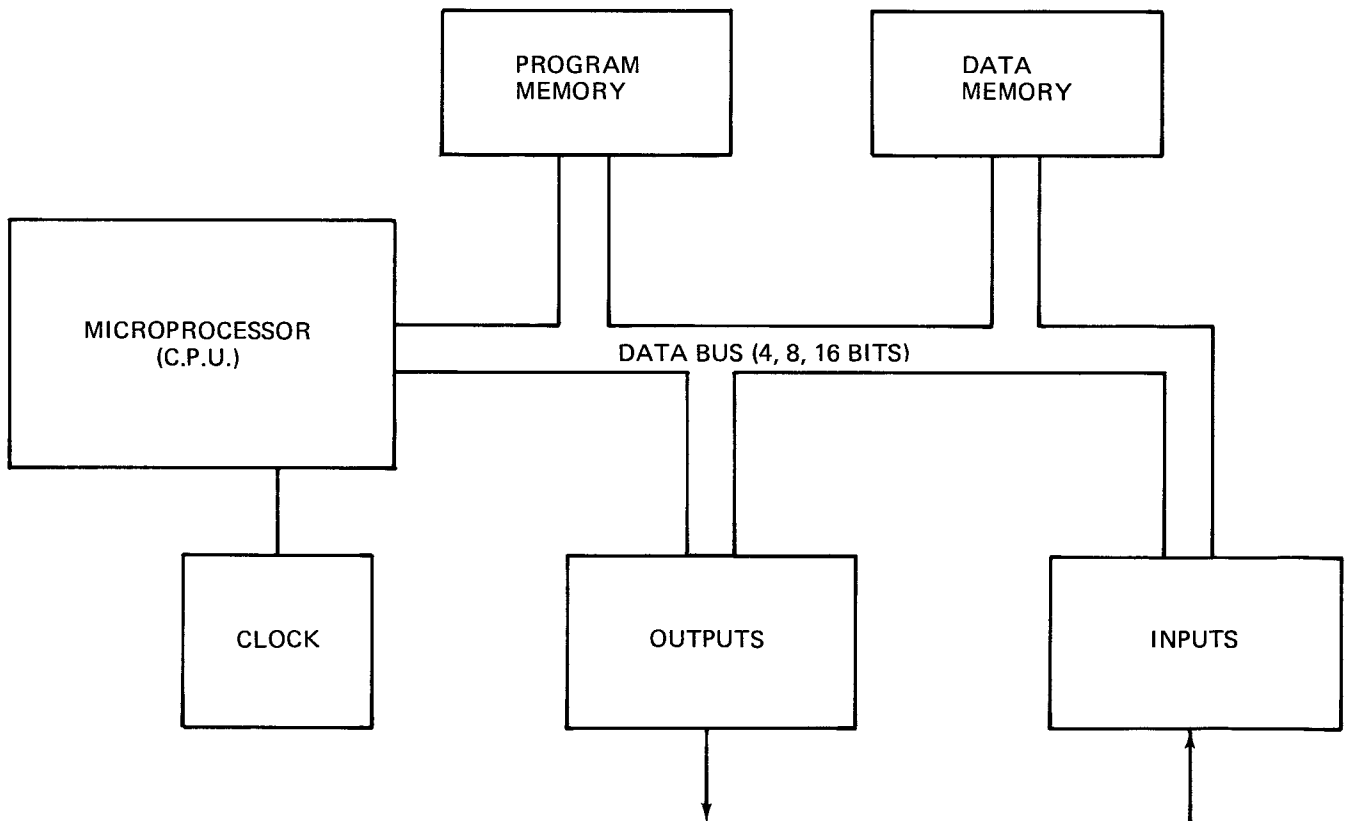 PROGRAM
MEMORY
DATA
MEMORY
MICROPROCESSOR
(C.P.U.)
DATA BUS (4, 8, 16 BITS)
CLOCK
OUTPUTS
INPUTS